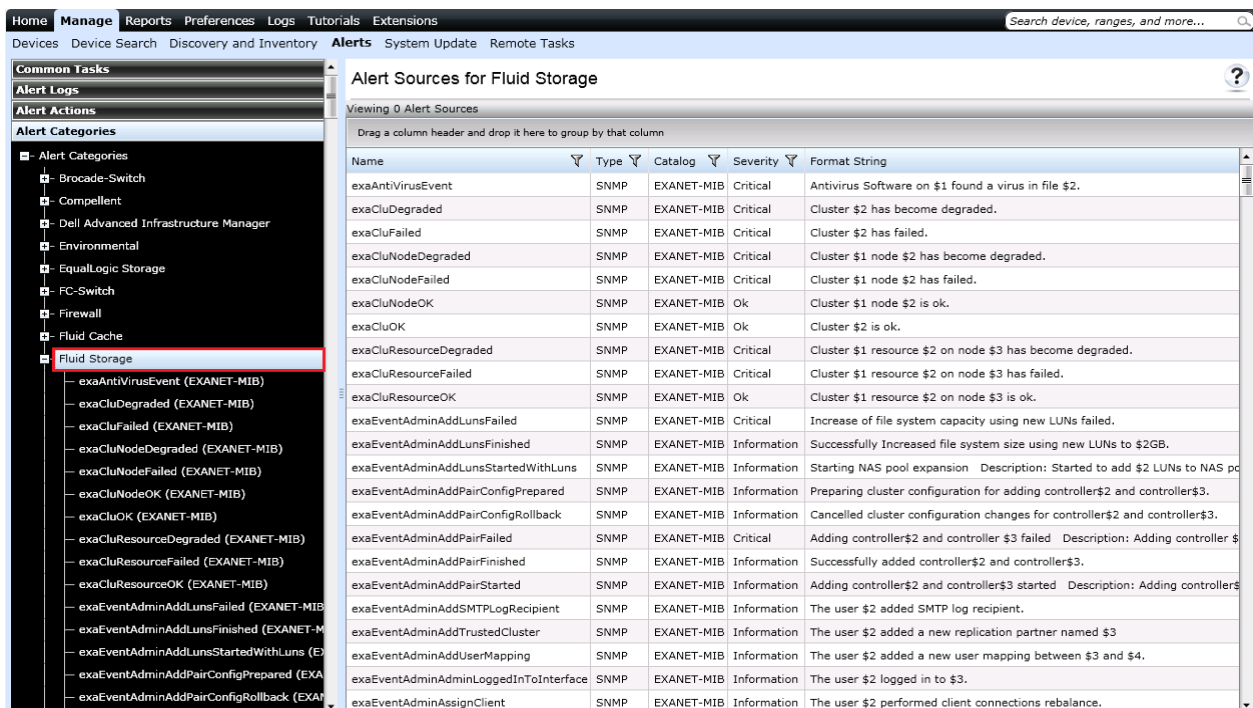 Home Manage Reports Preferences Logs Tutorials Extensions
Search device, ranges, and more...
Devices Device Search Discovery and Inventory Alerts System Update Remote Tasks
Common Tasks
Alert Logs
Alert Actions
Alert Categories
Alert Categories
Brocade-Switch
Compellent
Dell Advanced Infrastructure Manager
Environmental
EqualLogic Storage
FC-Switch
Firewall
Fluid Cache
Fluid Storage
exaAntiVirusEvent (EXANET-MIB)
exaCluDegraded (EXANET-MIB)
exaCluFailed (EXANET-MIB)
exaCluNodeDegraded (EXANET-MIB)
exaCluNodeFailed (EXANET-MIB)
exaCluNodeOK (EXANET-MIB)
exaCluOK (EXANET-MIB)
exaCluResourceDegraded (EXANET-MIB)
exaCluResourceFailed (EXANET-MIB)
exaCluResourceOK (EXANET-MIB)
exaEventAdminAddLunsFailed (EXANET-MIB
exaEventAdminAddLunsFinished (EXANET-M
exaEventAdminAddLunsStartedWithLuns (E
exaEventAdminAddPairConfigPrepared (EXA
exaEventAdminAddPairConfigRollback (EXAN
Alert Sources for Fluid Storage
?
Viewing 0 Alert Sources
Drag a column header and drop it here to group by that column
Name Type Catalog Severity Format String
exaAntiVirusEvent SNMP EXANET-MIB Critical Antivirus Software on $1 found a virus in file $2.
exaCluDegraded SNMP EXANET-MIB Critical Cluster $2 has become degraded.
exaCluFailed SNMP EXANET-MIB Critical Cluster $2 has failed.
exaCluNodeDegraded SNMP EXANET-MIB Critical Cluster $1 node $2 has become degraded.
exaCluNodeFailed SNMP EXANET-MIB Critical Cluster $1 node $2 has failed.
exaCluNodeOK SNMP EXANET-MIB Ok Cluster $1 node $2 is ok.
exaCluOK SNMP EXANET-MIB Ok Cluster $2 is ok.
exaCluResourceDegraded SNMP EXANET-MIB Critical Cluster $1 resource $2 on node $3 has become degraded.
exaCluResourceFailed SNMP EXANET-MIB Critical Cluster $1 resource $2 on node $3 has failed.
exaCluResourceOK SNMP EXANET-MIB Ok Cluster $1 resource $2 on node $3 is ok.
exaEventAdminAddLunsFailed SNMP EXANET-MIB Critical Increase of file system capacity using new LUNs failed.
exaEventAdminAddLunsFinished SNMP EXANET-MIB Information Successfully Increased file system size using new LUNs to $2GB.
exaEventAdminAddLunsStartedWithLuns SNMP EXANET-MIB Information Starting NAS pool expansion Description: Started to add $2 LUNs to NAS po
exaEventAdminAddPairConfigPrepared SNMP EXANET-MIB Information Preparing cluster configuration for adding controller$2 and controller$3.
exaEventAdminAddPairConfigRollback SNMP EXANET-MIB Information Cancelled cluster configuration changes for controller$2 and controller$3.
exaEventAdminAddPairFailed SNMP EXANET-MIB Critical Adding controller$2 and controller $3 failed Description: Adding controller $
exaEventAdminAddPairFinished SNMP EXANET-MIB Information Successfully added controller$2 and controller$3.
exaEventAdminAddPairStarted SNMP EXANET-MIB Information Adding controller$2 and controller$3 started Description: Adding controller$
exaEventAdminAddSMTPLogRecipient SNMP EXANET-MIB Information The user $2 added SMTP log recipient.
exaEventAdminAddTrustedCluster SNMP EXANET-MIB Information The user $2 added a new replication partner named $3
exaEventAdminAddUserMapping SNMP EXANET-MIB Information The user $2 added a new user mapping between $3 and $4.
exaEventAdminAdminLoggedInToInterface SNMP EXANET-MIB Information The user $2 logged in to $3.
exaEventAdminAssignClient SNMP EXANET-MIB Information The user $2 performed client connections rebalance.